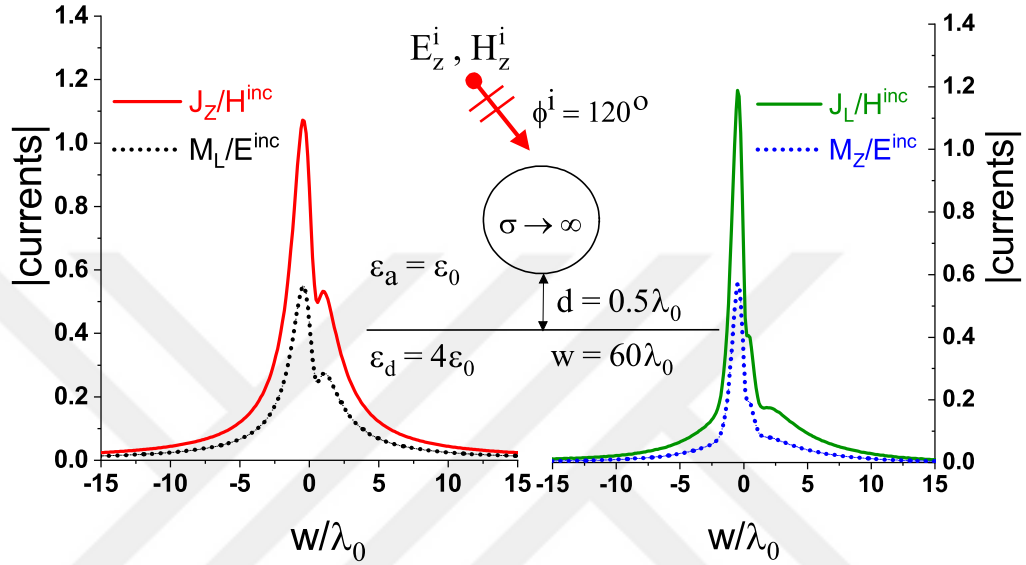 1.4
1.2
1.0
0.8
0.6
0.4
0.2
0.0
|currents|
J_Z/H^inc
M_L/E^inc
-15 -10 -5 0 5 10 15
w/λ_0
E_z^i , H_z^i
ϕ^i = 120^o
σ → ∞
ε_a = ε_0
d = 0.5λ_0
ε_d = 4ε_0
w = 60λ_0
J_L/H^inc
M_Z/E^inc
1.4
1.2
1.0
0.8
0.6
0.4
0.2
0.0
|currents|
-15 -10 -5 0 5 10 15
w/λ_0